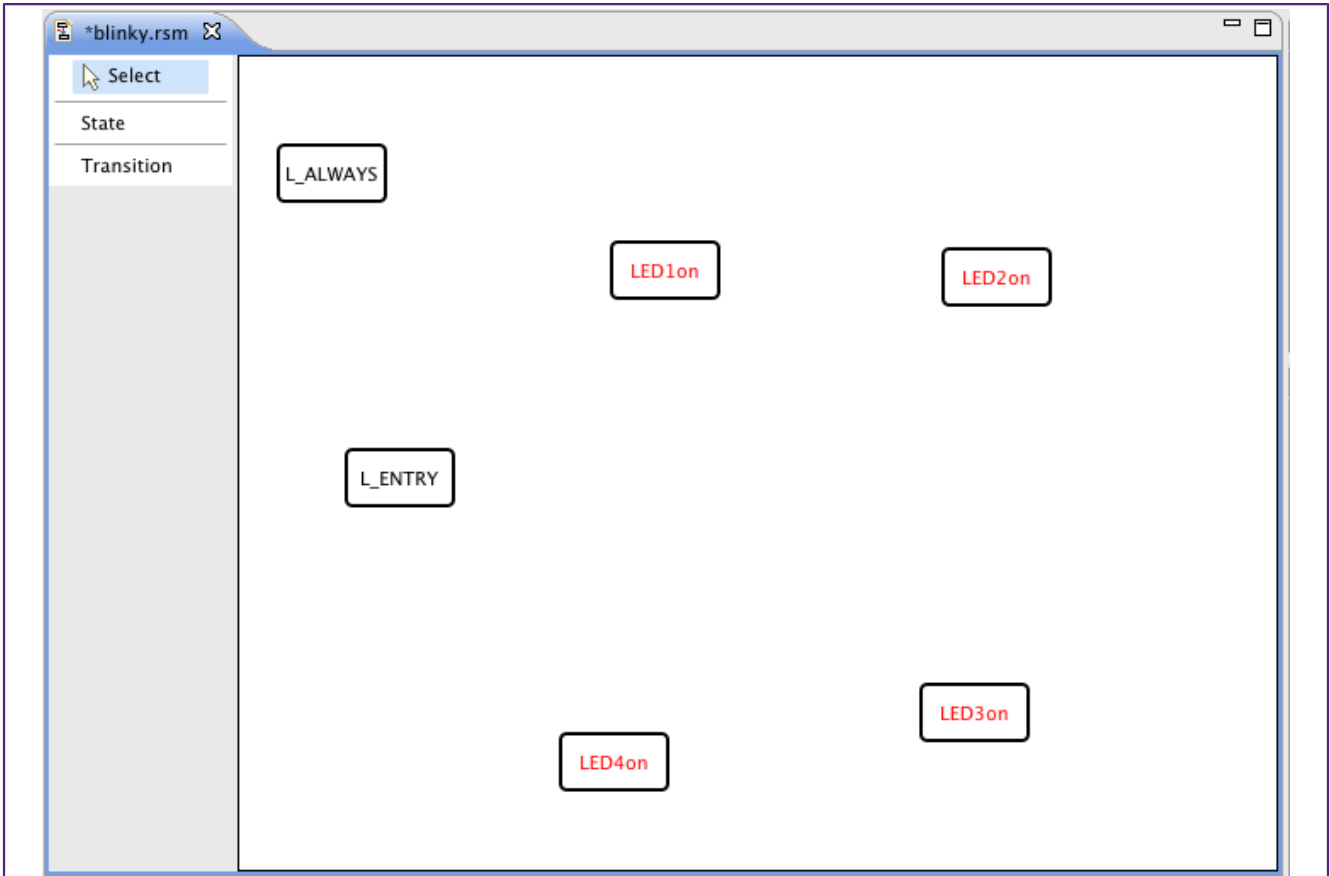 *blinky.rsm
Select
State
Transition
L_ALWAYS
LED1on
LED2on
L_ENTRY
LED3on
LED4on